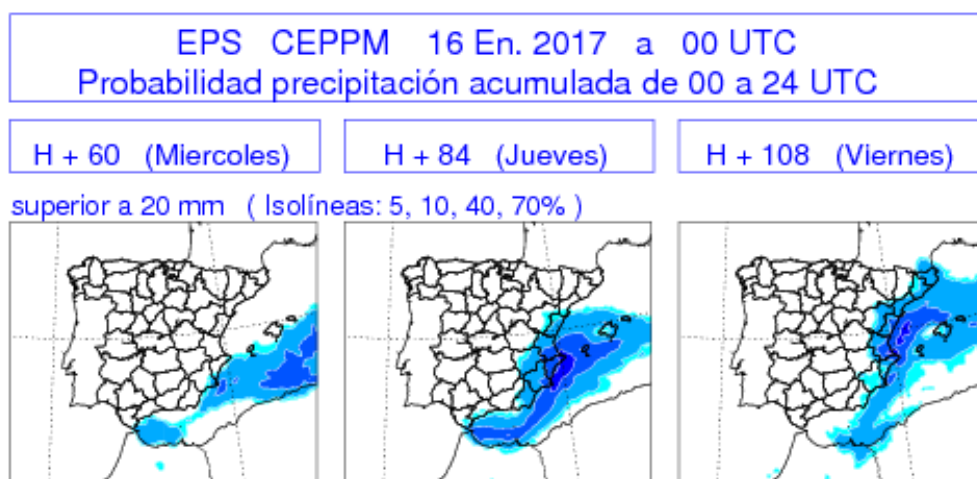 EPS CEPPM 16 En. 2017 a 00 UTC
Probabilidad precipitación acumulada de 00 a 24 UTC
H + 60 (Miercoles)
H + 84 (Jueves)
H + 108 (Viernes)
superior a 20 mm ( Isolíneas: 5, 10, 40, 70% )